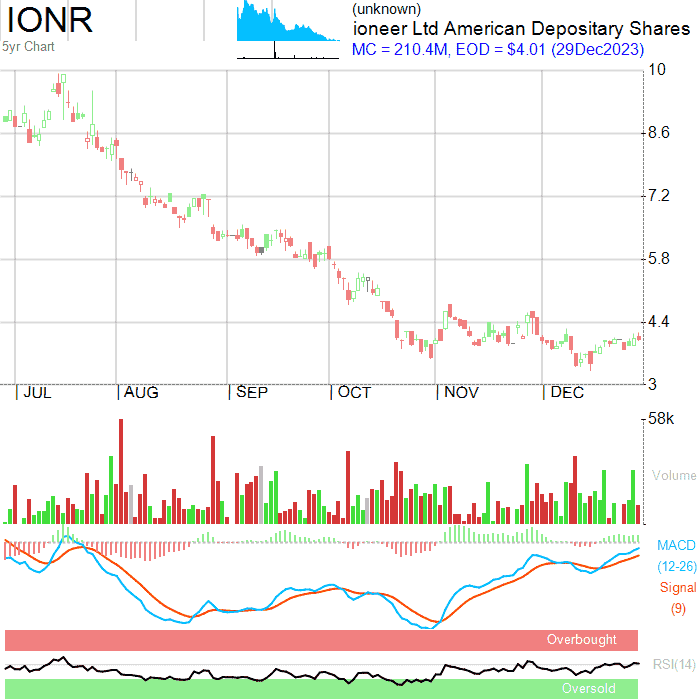 IONR
5yr Chart
(unknown)
ioneer Ltd American Depositary Shares
MC = 210.4M, EOD = $4.01 (29Dec2023)
10
8.6
7.2
5.8
4.4
3
JUL AUG SEP OCT NOV DEC
58k
Volume
MACD
(12-26)
Signal
(9)
Overbought
RSI(14)
Oversold